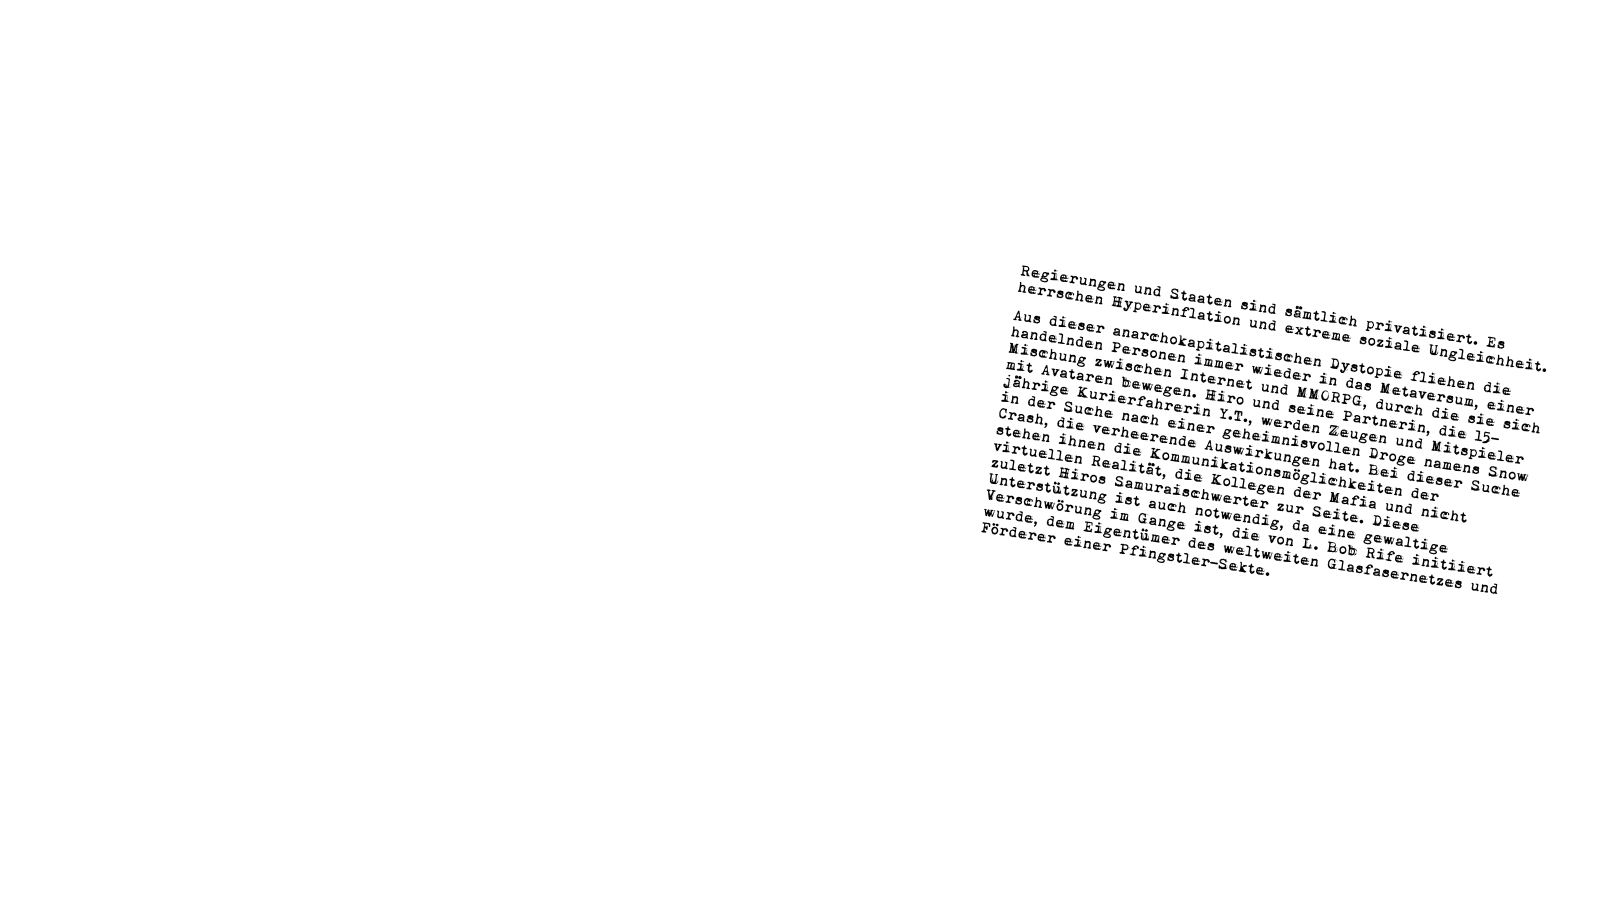 Regierungen und Staaten sind sämtlich privatisiert. Es
herrschen Hyperinflation und extreme soziale Ungleichheit.
Aus dieser anarchokapitalistischen Dystopie fliehen die
handelnden Personen immer wieder in das Metaversum, einer
Mischung zwischen Internet und MMORPG, durch die sie sich
mit Avataren bewegen. Hiro und seine Partnerin, die 15-
jährige Kurierfahrerin Y.T., werden Zeugen und Mitspieler
in der Suche nach einer geheimnisvollen Droge namens Snow
Crash, die verheerende Auswirkungen hat. Bei dieser Suche
stehen ihnen die Kommunikationsmöglichkeiten der
virtuellen Realität, die Kollegen der Mafia und nicht
zuletzt Hiros Samuraischwerter zur Seite. Diese
Unterstützung ist auch notwendig, da eine gewaltige
Verschwörung im Gange ist, die von L. Bob Rife initiiert
wurde, dem Eigentümer des weltweiten Glasfasernetzes und
Förderer einer Pfingstler-Sekte.